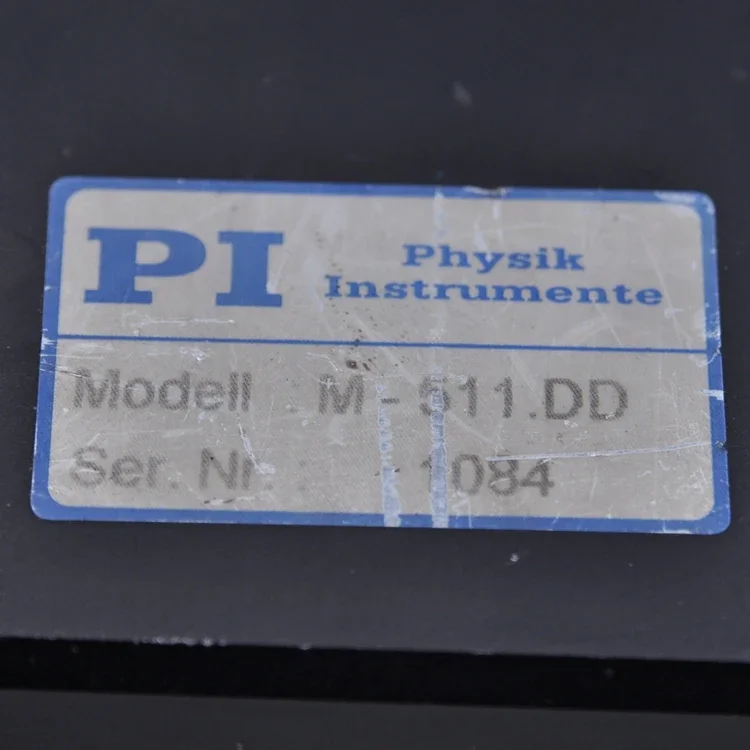 PI
Physik
Instrumente
Modell : M - 511.DD
Ser. Nr. : 1084